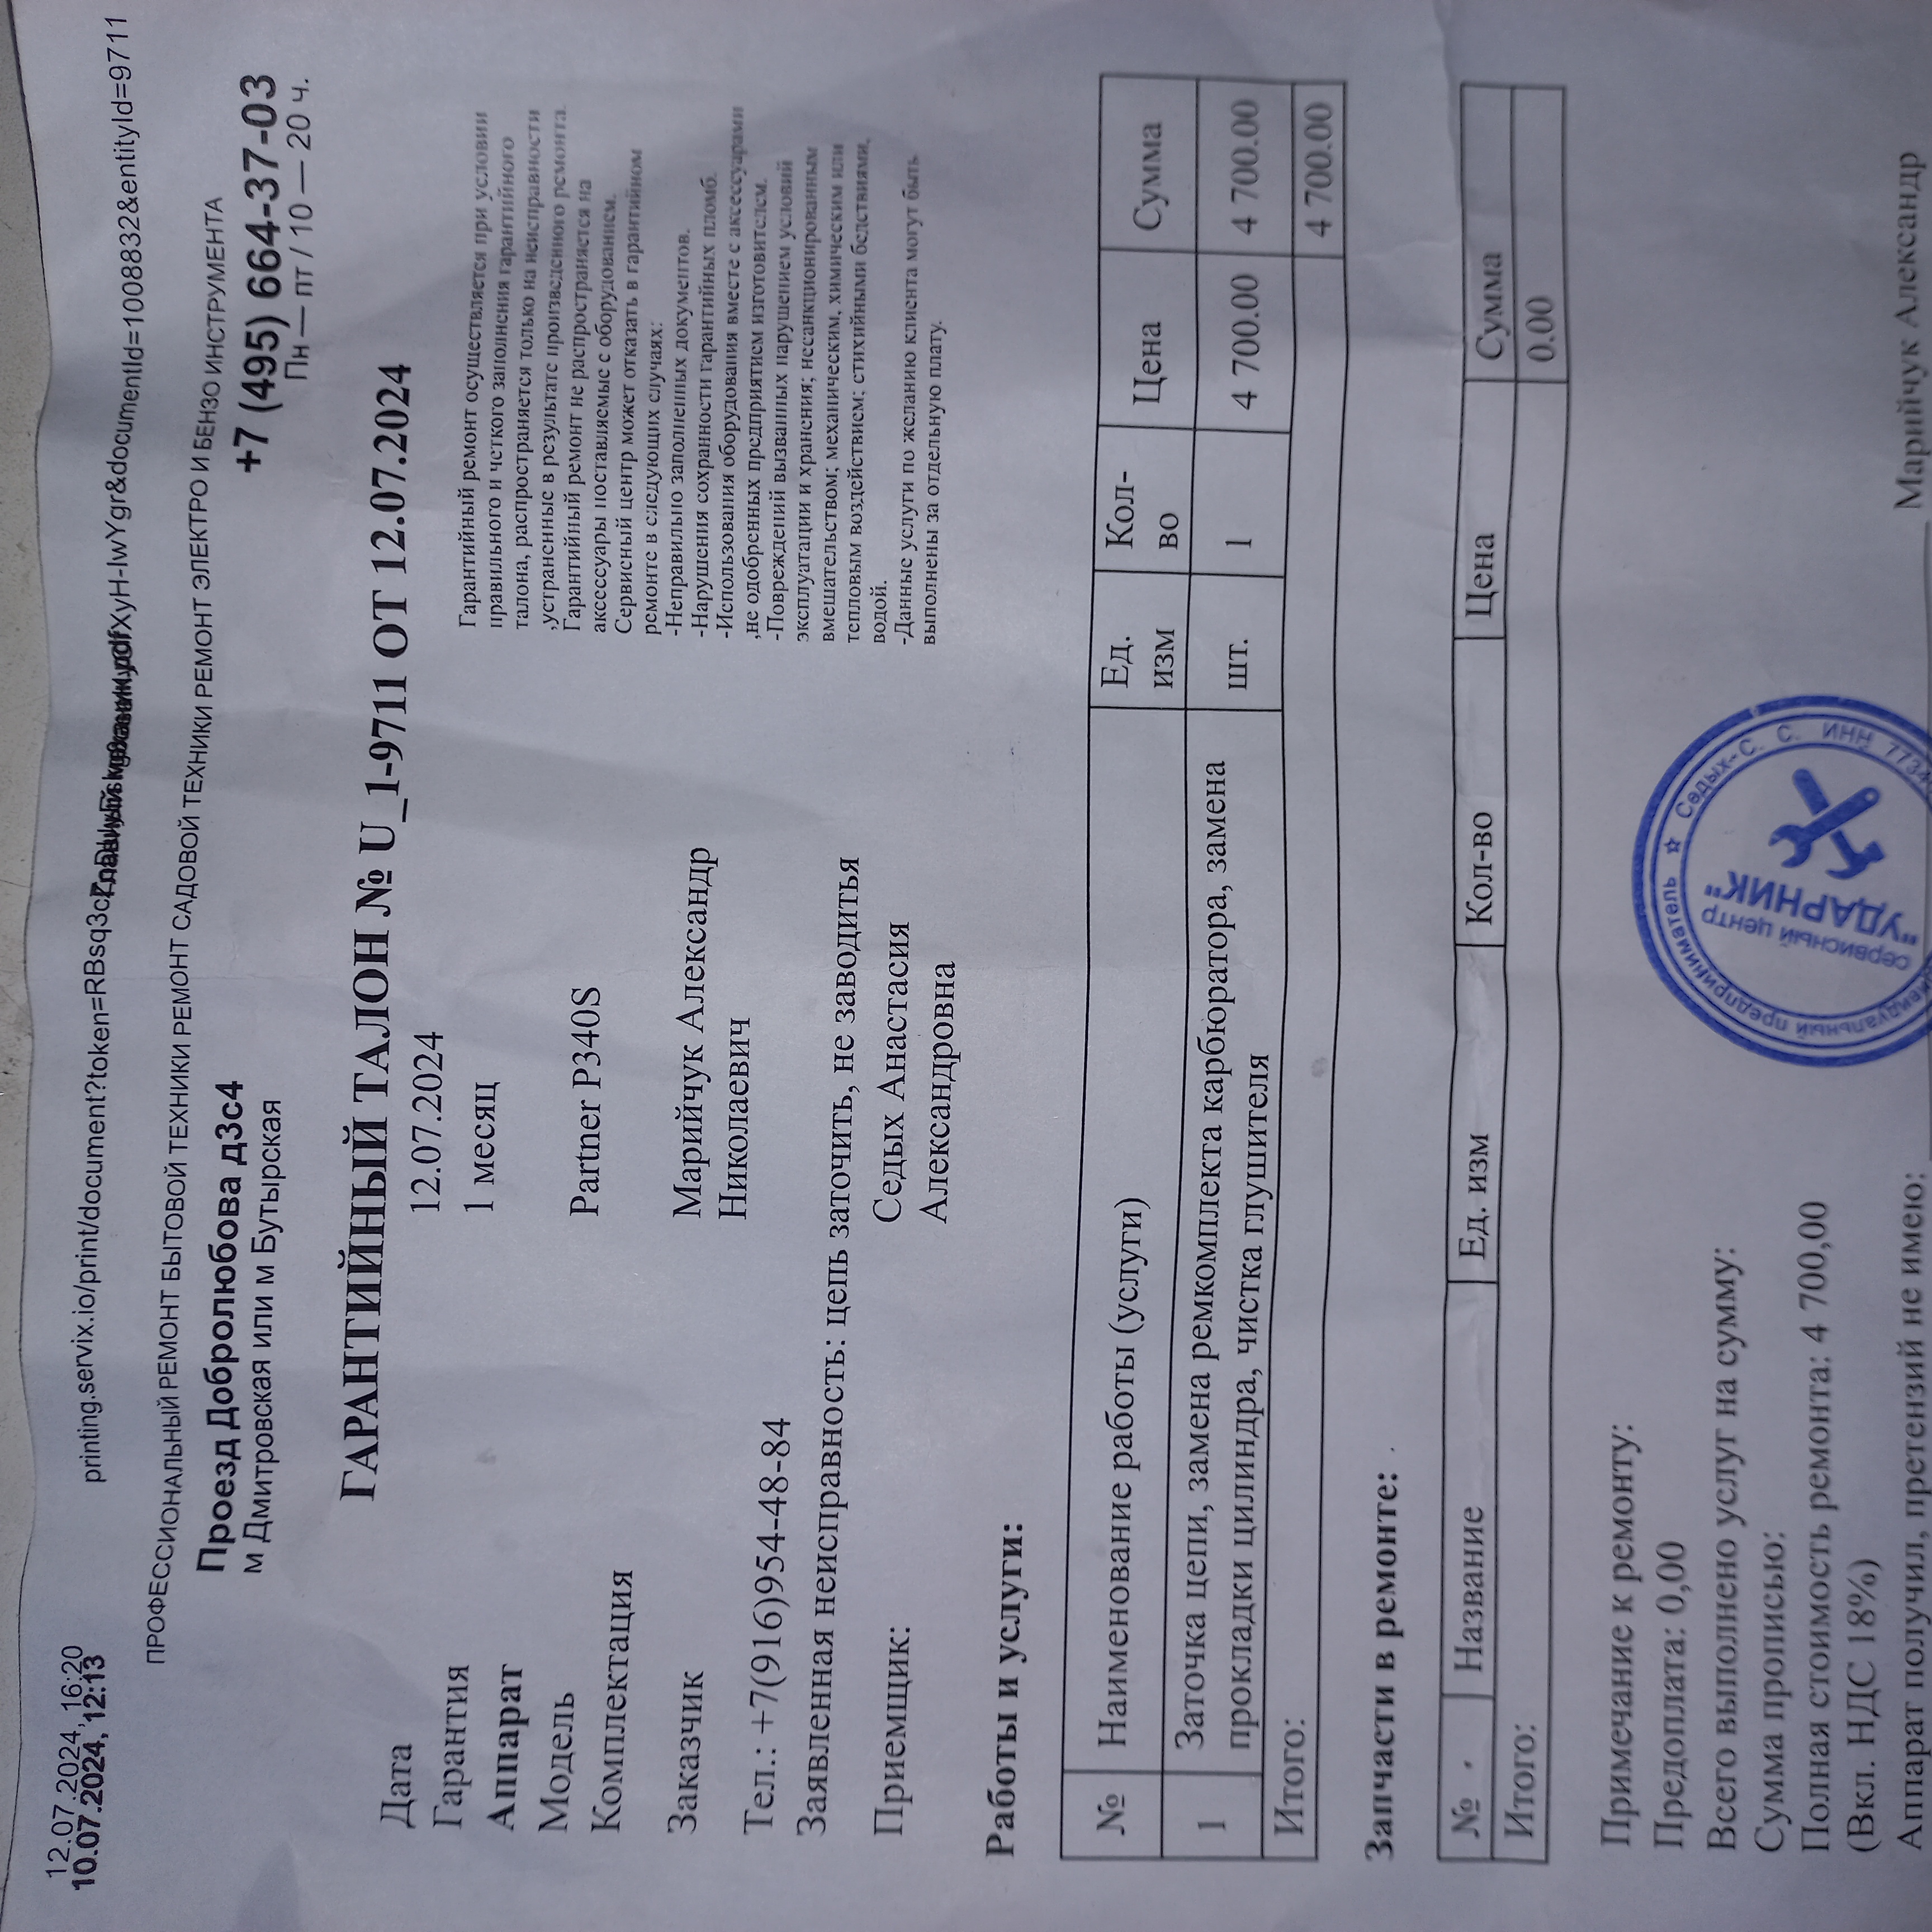 12.07.2024, 16:20
10.07.2024, 12:13
printing.servix.io/print/document?token=RBsq3c XyH-IwYgr&documentId=1008832&entityId=9711
ПРОФЕССИОНАЛЬНЫЙ РЕМОНТ БЫТОВОЙ ТЕХНИКИ РЕМОНТ САДОВОЙ ТЕХНИКИ РЕМОНТ ЭЛЕКТРО И БЕНЗО ИНСТРУМЕНТА
Проезд Добролюбова д3с4
м Дмитровская или м Бутырская
+7 (495) 664-37-03
Пн — пт / 10 — 20 ч.
ГАРАНТИЙНЫЙ ТАЛОН № U_1-9711 ОТ 12.07.2024
Дата 12.07.2024
Гарантия 1 месяц
Аппарат
Модель Partner P340S
Комплектация
Заказчик Марийчук Александр
Николаевич
Тел.: +7(916)954-48-84
Заявленная неисправность: цепь заточить, не заводитья
Приемщик: Седых Анастасия
Александровна
Гарантийный ремонт осуществляется при условии
правильного и четкого заполнения гарантийного
талона, распространяется только на неисправности
,устраненные в результате произведенного ремонта.
Гарантийный ремонт не распространяется на
аксессуары поставляемые с оборудованием.
Сервисный центр может отказать в гарантийном
ремонте в следующих случаях:
-Неправильно заполненных документов.
-Нарушения сохранности гарантийных пломб.
-Использования оборудования вместе с аксессуарами
,не одобренных предприятием изготовителем.
-Повреждений вызванных нарушением условий
эксплуатации и хранения; несанкционированным
вмешательством; механическим, химическим или
тепловым воздействием; стихийными бедствиями,
водой.
-Данные услуги по желанию клиента могут быть
выполнены за отдельную плату.
Работы и услуги:
№ Наименование работы (услуги) Ед. изм Кол-во Цена Сумма
1 Заточка цепи, замена ремкомплекта карбюратора, замена шт. 1 4 700.00 4 700.00
прокладки цилиндра, чистка глушителя
Итого: 4 700.00
Запчасти в ремонте:
№ Название Ед. изм Кол-во Цена Сумма
Итого: 0.00
Примечание к ремонту:
Предоплата: 0,00
Всего выполнено услуг на сумму:
Сумма прописью:
Полная стоимость ремонта: 4 700,00
(Вкл. НДС 18%)
Аппарат получил, претензий не имею: Марийчук Александр
предприниматель ☆ Седых С. С. ИНН 773
сервисный центр
"УДАРНИК"